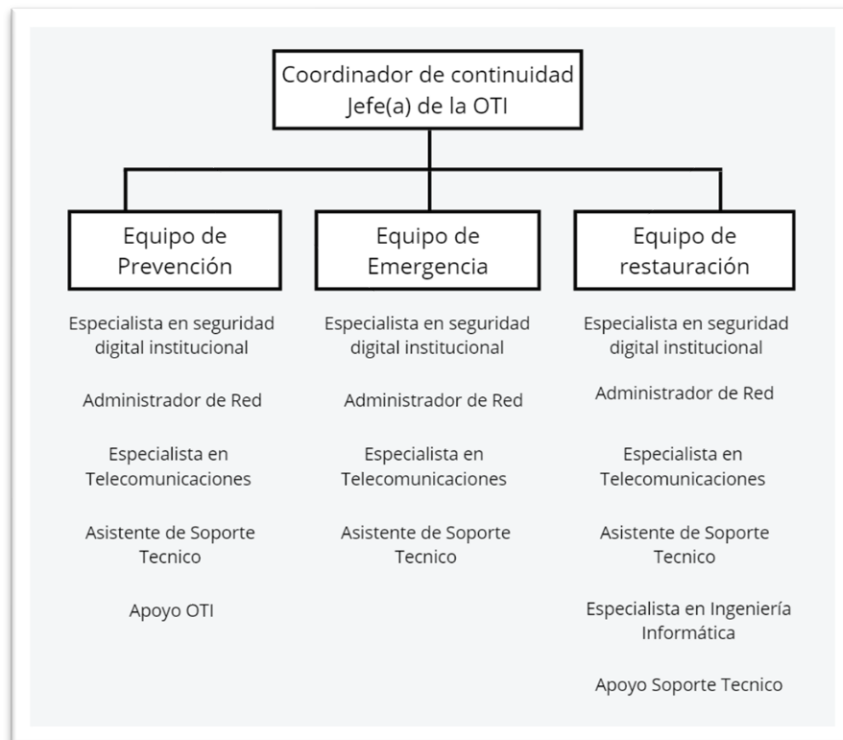 Coordinador de continuidad
Jefe(a) de la OTI
Equipo de
Prevención
Especialista en seguridad
digital institucional
Administrador de Red
Especialista en
Telecomunicaciones
Asistente de Soporte
Tecnico
Apoyo OTI
Equipo de
Emergencia
Especialista en seguridad
digital institucional
Administrador de Red
Especialista en
Telecomunicaciones
Asistente de Soporte
Tecnico
Equipo de
restauración
Especialista en seguridad
digital institucional
Administrador de Red
Especialista en
Telecomunicaciones
Asistente de Soporte
Tecnico
Especialista en Ingeniería
Informática
Apoyo Soporte Tecnico